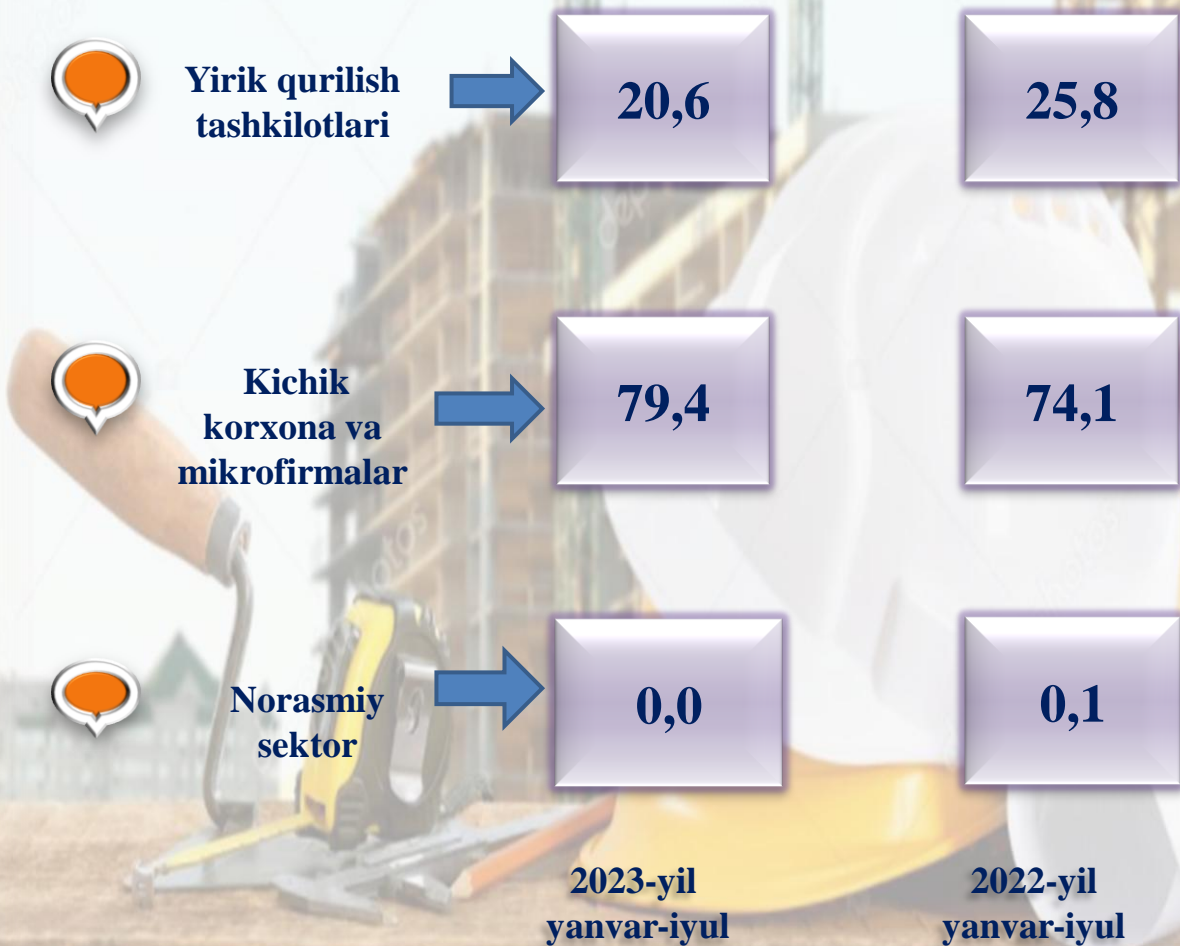 Yirik qurilish
tashkilotlari
20,6
25,8
Kichik
korxona va
mikrofirmalar
79,4
74,1
Norasmiy
sektor
0,0
0,1
2023-yil
yanvar-iyul
2022-yil
yanvar-iyul